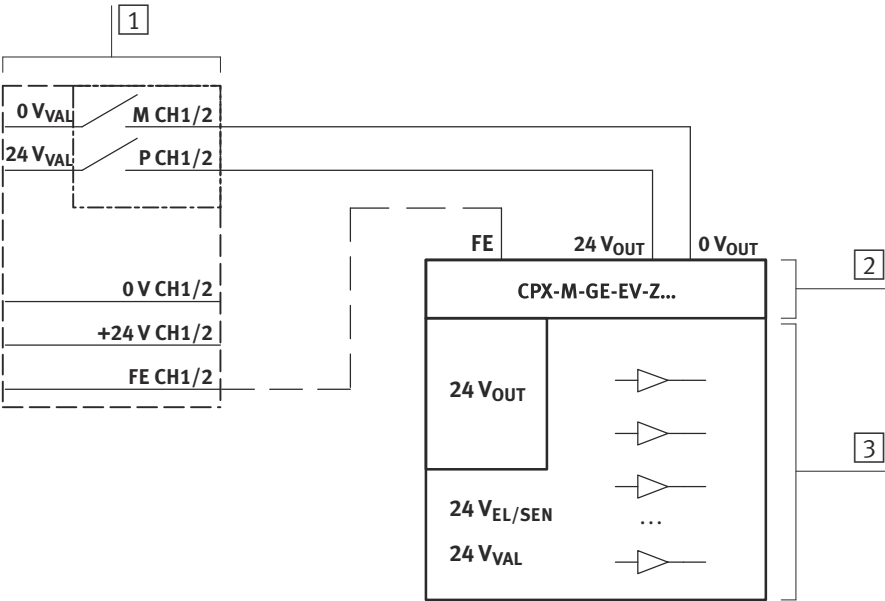 1
0 VVAL
M CH1/2
24 VVAL
P CH1/2
FE
24 VOUT
0 VOUT
2
CPX-M-GE-EV-Z...
0 V CH1/2
+24 V CH1/2
FE CH1/2
24 VOUT
3
24 VEL/SEN
...
24 VVAL